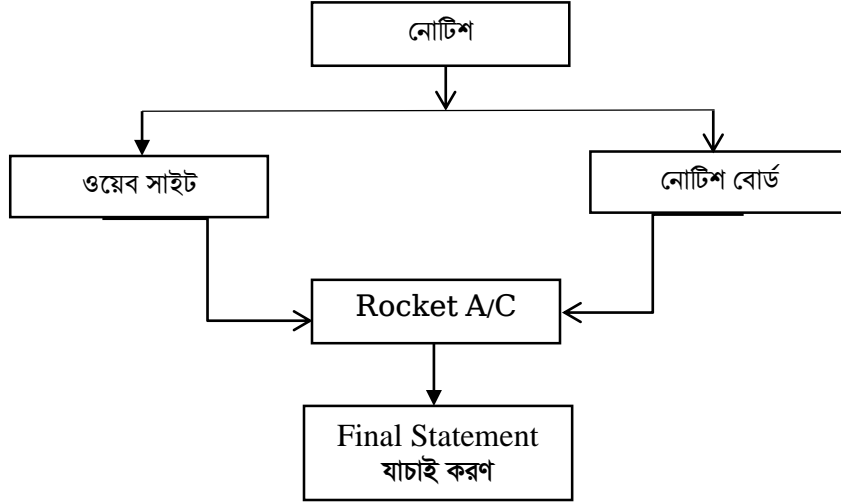 নোটিশ
ওয়েব সাইট
নোটিশ বোর্ড
Rocket A/C
Final Statement
যাচাই করণ